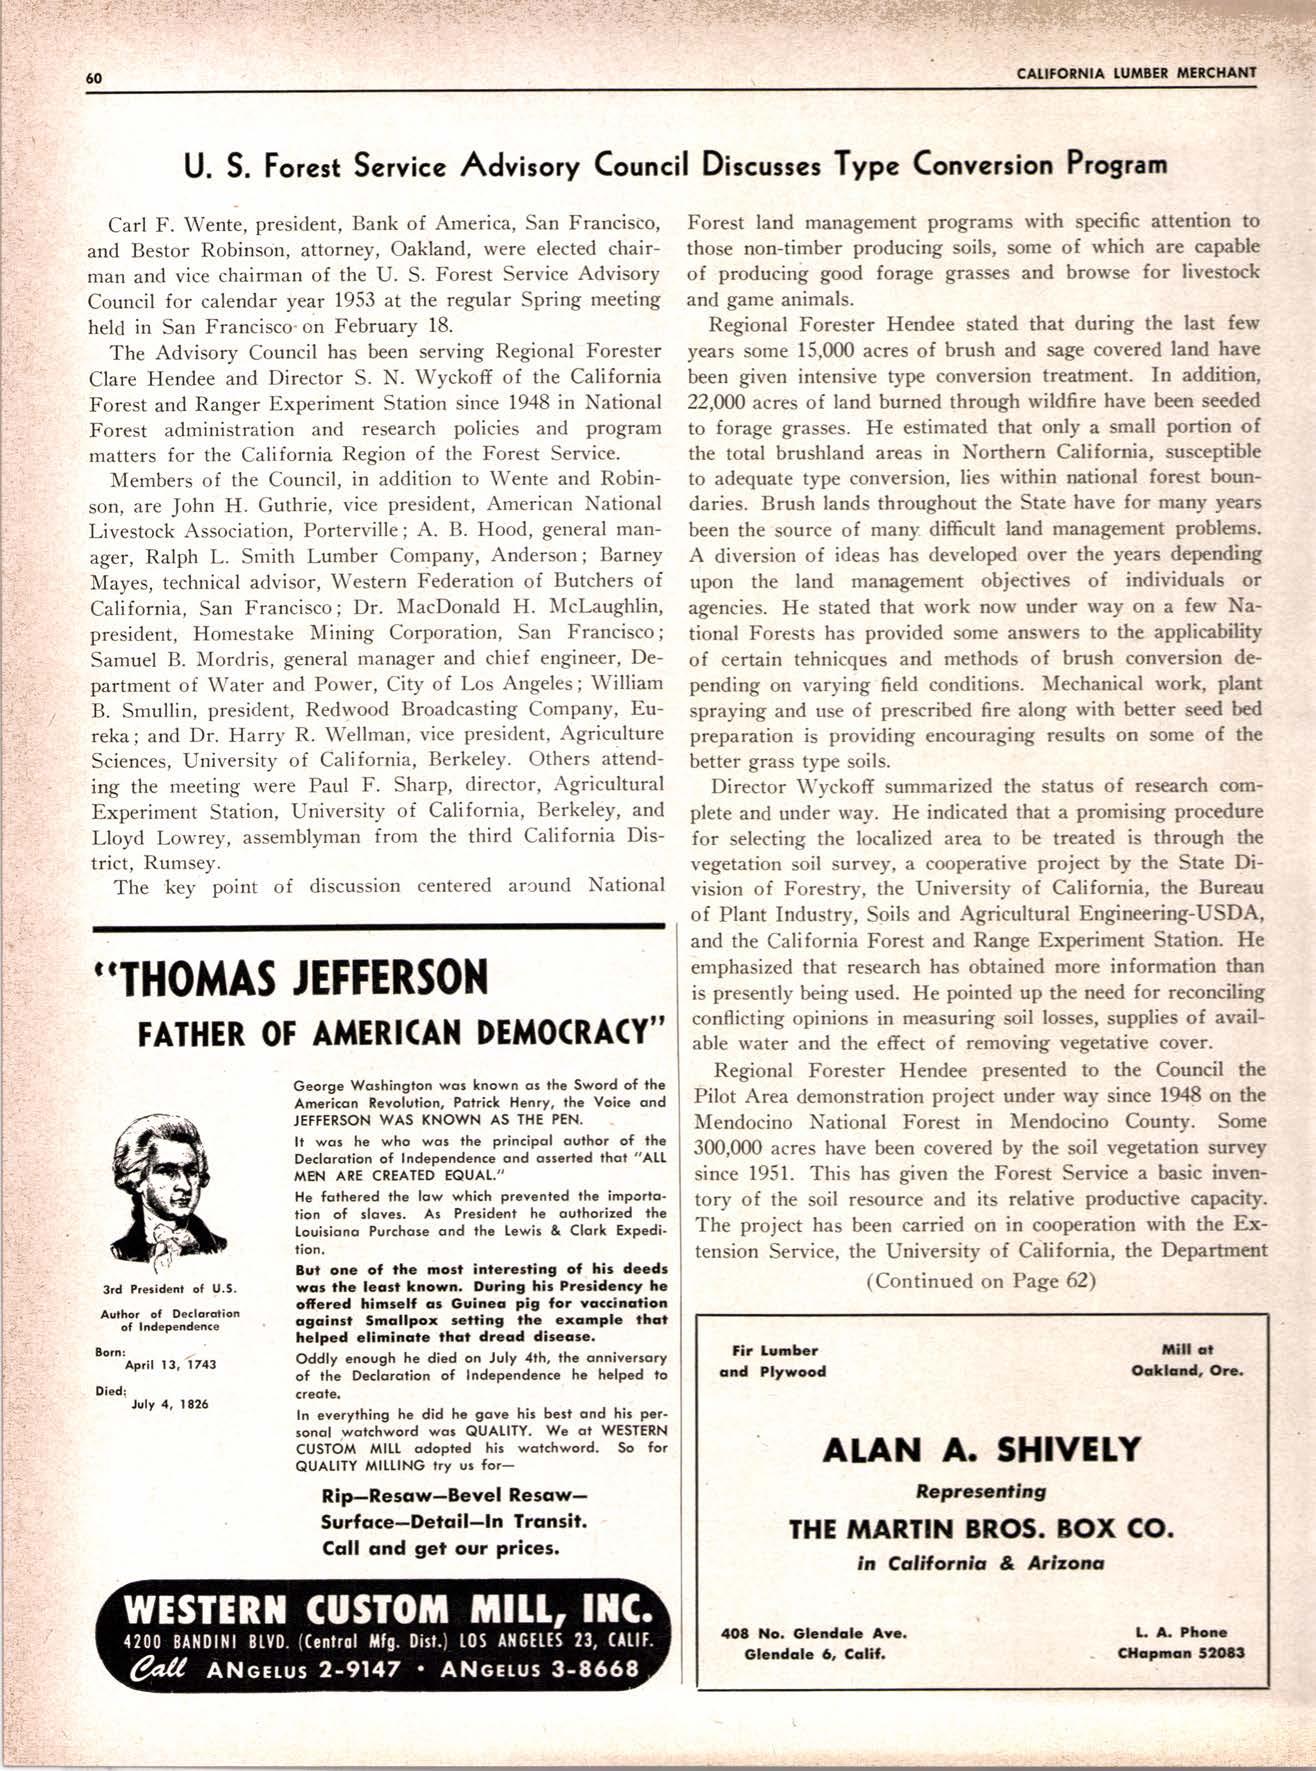 60
CALIFORNIA LUMBER MERCHANT
U. S. Forest Service Advisory Council Discusses Type Conversion Program
Carl F. Wente, president, Bank of America, San Francisco,
and Bestor Robinson, attorney, Oakland, were elected chair-
man and vice chairman of the U. S. Forest Service Advisory
Council for calendar year 1953 at the regular Spring meeting
held in San Francisco on February 18.
The Advisory Council has been serving Regional Forester
Clare Hendee and Director S. N. Wyckoff of the California
Forest and Ranger Experiment Station since 1948 in National
Forest administration and research policies and program
matters for the California Region of the Forest Service.
Members of the Council, in addition to Wente and Robin-
son, are John H. Guthrie, vice president, American National
Livestock Association, Porterville; A. B. Hood, general man-
ager, Ralph L. Smith Lumber Company, Anderson; Barney
Mayes, technical advisor, Western Federation of Butchers of
California, San Francisco; Dr. MacDonald H. McLaughlin,
president, Homestake Mining Corporation, San Francisco;
Samuel B. Mordris, general manager and chief engineer, De-
partment of Water and Power, City of Los Angeles; William
B. Smullin, president, Redwood Broadcasting Company, Eu-
reka; and Dr. Harry R. Wellman, vice president, Agriculture
Sciences, University of California, Berkeley. Others attend-
ing the meeting were Paul F. Sharp, director, Agricultural
Experiment Station, University of California, Berkeley, and
Lloyd Lowrey, assemblyman from the third California Dis-
trict, Rumsey.
The key point of discussion centered around National
Forest land management programs with specific attention to
those non-timber producing soils, some of which are capable
of producing good forage grasses and browse for livestock
and game animals.
Regional Forester Hendee stated that during the last few
years some 15,000 acres of brush and sage covered land have
been given intensive type conversion treatment. In addition,
22,000 acres of land burned through wildfire have been seeded
to forage grasses. He estimated that only a small portion of
the total brushland areas in Northern California, susceptible
to adequate type conversion, lies within national forest boun-
daries. Brush lands throughout the State have for many years
been the source of many difficult land management problems.
A diversion of ideas has developed over the years depending
upon the land management objectives of individuals or
agencies. He stated that work now under way on a few Na-
tional Forests has provided some answers to the applicability
of certain tehnicques and methods of brush conversion de-
pending on varying field conditions. Mechanical work, plant
spraying and use of prescribed fire along with better seed bed
preparation is providing encouraging results on some of the
better grass type soils.
Director Wyckoff summarized the status of research com-
plete and under way. He indicated that a promising procedure
for selecting the localized area to be treated is through the
vegetation soil survey, a cooperative project by the State Di-
vision of Forestry, the University of California, the Bureau
of Plant Industry, Soils and Agricultural Engineering-USDA,
and the California Forest and Range Experiment Station. He
emphasized that research has obtained more information than
is presently being used. He pointed up the need for reconciling
conflicting opinions in measuring soil losses, supplies of avail-
able water and the effect of removing vegetative cover.
Regional Forester Hendee presented to the Council the
Pilot Area demonstration project under way since 1948 on the
Mendocino National Forest in Mendocino County. Some
300,000 acres have been covered by the soil vegetation survey
since 1951. This has given the Forest Service a basic inven-
tory of the soil resource and its relative productive capacity.
The project has been carried on in cooperation with the Ex-
tension Service, the University of California, the Department
(Continued on Page 62)
"THOMAS JEFFERSON
FATHER OF AMERICAN DEMOCRACY"
3rd President of U.S.
Author of Declaration
of Independence
Born:
April 13, 1743
Died:
July 4, 1826
George Washington was known as the Sword of the
American Revolution, Patrick Henry, the Voice and
JEFFERSON WAS KNOWN AS THE PEN.
It was he who was the principal author of the
Declaration of Independence and asserted that "ALL
MEN ARE CREATED EQUAL."
He fathered the law which prevented the importa-
tion of slaves. As President he authorized the
Louisiana Purchase and the Lewis & Clark Expedi-
tion.
But one of the most interesting of his deeds
was the least known. During his Presidency he
offered himself as Guinea pig for vaccination
against Smallpox setting the example that
helped eliminate that dread disease.
Oddly enough he died on July 4th, the anniversary
of the Declaration of Independence he helped to
create.
In everything he did he gave his best and his per-
sonal watchword was QUALITY. We at WESTERN
CUSTOM MILL adopted his watchword. So for
QUALITY MILLING try us for—
Rip—Resaw—Bevel Resaw—
Surface—Detail—In Transit.
Call and get our prices.
WESTERN CUSTOM MILL, INC.
4200 BANDINI BLVD. (Central Mfg. Dist.) LOS ANGELES 23, CALIF.
Call ANGELUS 2-9147 • ANGELUS 3-8668
Fir Lumber
and Plywood
Mill at
Oakland, Ore.
ALAN A. SHIVELY
Representing
THE MARTIN BROS. BOX CO.
in California & Arizona
408 No. Glendale Ave.
Glendale 6, Calif.
L. A. Phone
CHapman 52083